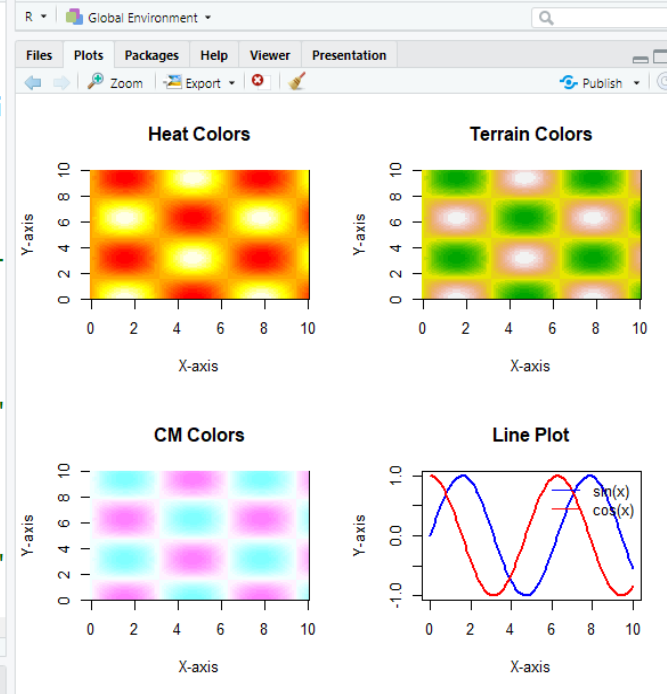 R Global Environment
Files Plots Packages Help Viewer Presentation
Zoom Export Publish
Heat Colors
Y-axis
0 2 4 6 8 10
0 2 4 6 8 10
X-axis
Terrain Colors
Y-axis
0 2 4 6 8 10
0 2 4 6 8 10
X-axis
CM Colors
Y-axis
0 2 4 6 8 10
0 2 4 6 8 10
X-axis
Line Plot
Y-axis
-1.0 0.0 1.0
sin(x)
cos(x)
0 2 4 6 8 10
X-axis